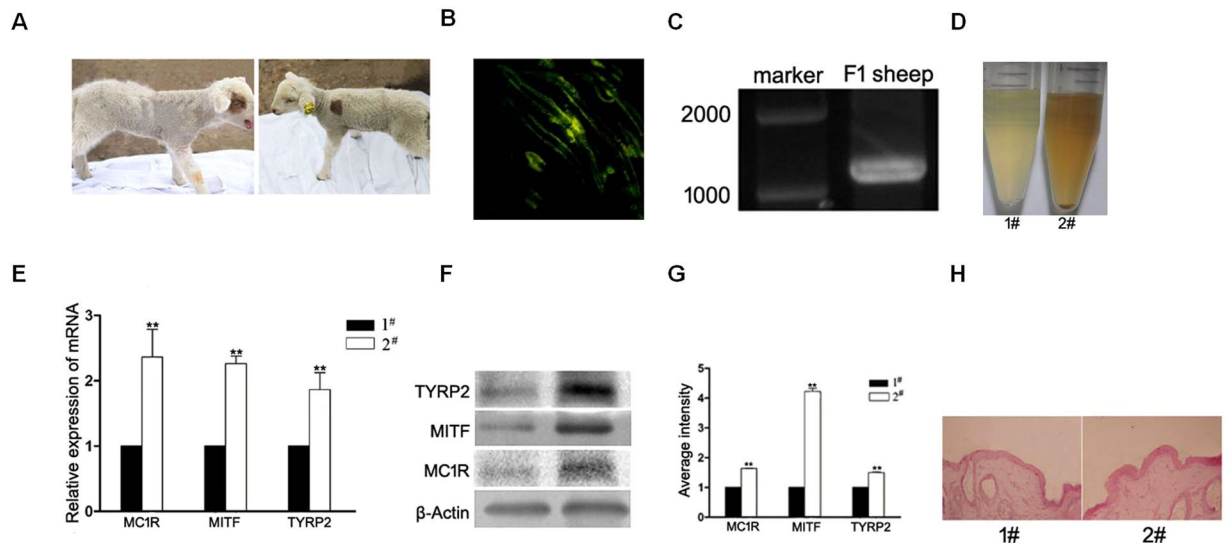 A
B
C
D
marker F1 sheep
2000
1000
1# 2#
E
F
G
H
Relative expression of mRNA
3
2
1
0
** ** **
1#
2#
MC1R MITF TYRP2
TYRP2
MITF
MC1R
β-Actin
Average intensity
5
4
3
2
1
0
** ** **
1#
2#
MC1R MITF TYRP2
1# 2#